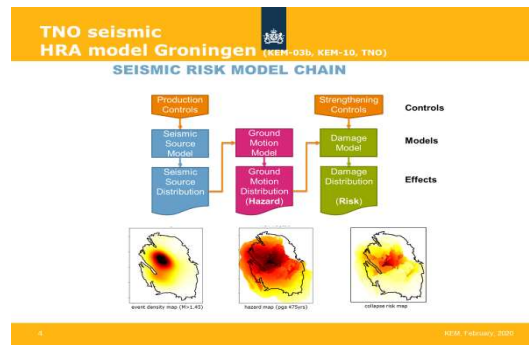 TNO seismic
HRA model Groningen (KEM-03b, KEM-10, TNO)
SEISMIC RISK MODEL CHAIN
Production
Controls
Strengthening
Controls
Controls
Seismic
Source
Model
Ground
Motion
Model
Damage
Model
Models
Seismic
Source
Distribution
Ground
Motion
Distribution
(Hazard)
Damage
Distribution
(Risk)
Effects
event density map (M>1.45)
hazard map (pga 475yrs)
collapse risk map
4
KEM, February, 2020